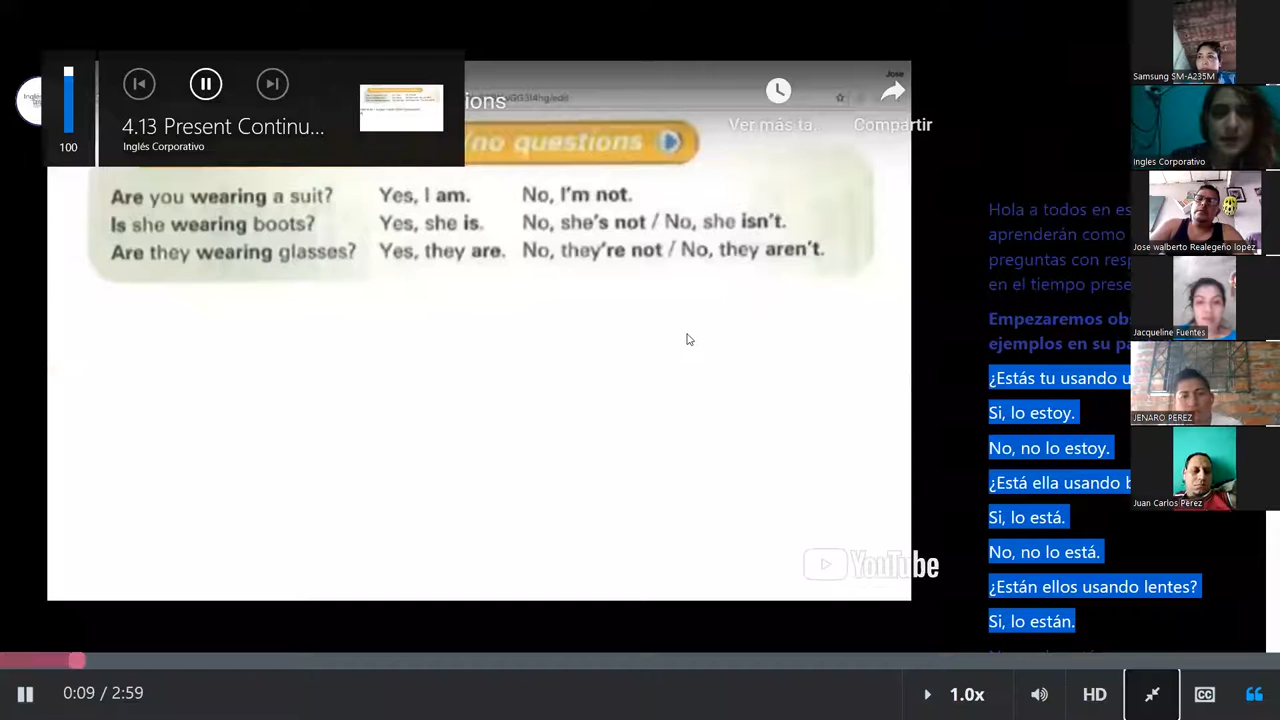 100
4.13 Present Continu...
Inglés Corporativo
ions
Ver más ta.
Compartir
Jose
/no questions
Are you wearing a suit? Yes, I am. No, I'm not.
Is she wearing boots? Yes, she is. No, she's not / No, she isn't.
Are they wearing glasses? Yes, they are. No, they're not / No, they aren't.
YouTube
Hola a todos en es
aprenderán como
preguntas con resp
en el tiempo prese
Empezaremos obs
ejemplos en su pa
¿Estás tu usando u
Si, lo estoy.
No, no lo estoy.
¿Está ella usando b
Si, lo está.
No, no lo está.
¿Están ellos usando lentes?
Si, lo están.
Samsung SM-A235M
Ingles Corporativo
Jose walberto Realegeño lopez
Jacqueline Fuentes
JENARO PEREZ
Juan Carlos Perez
0:09 / 2:59
1.0x
HD
CC